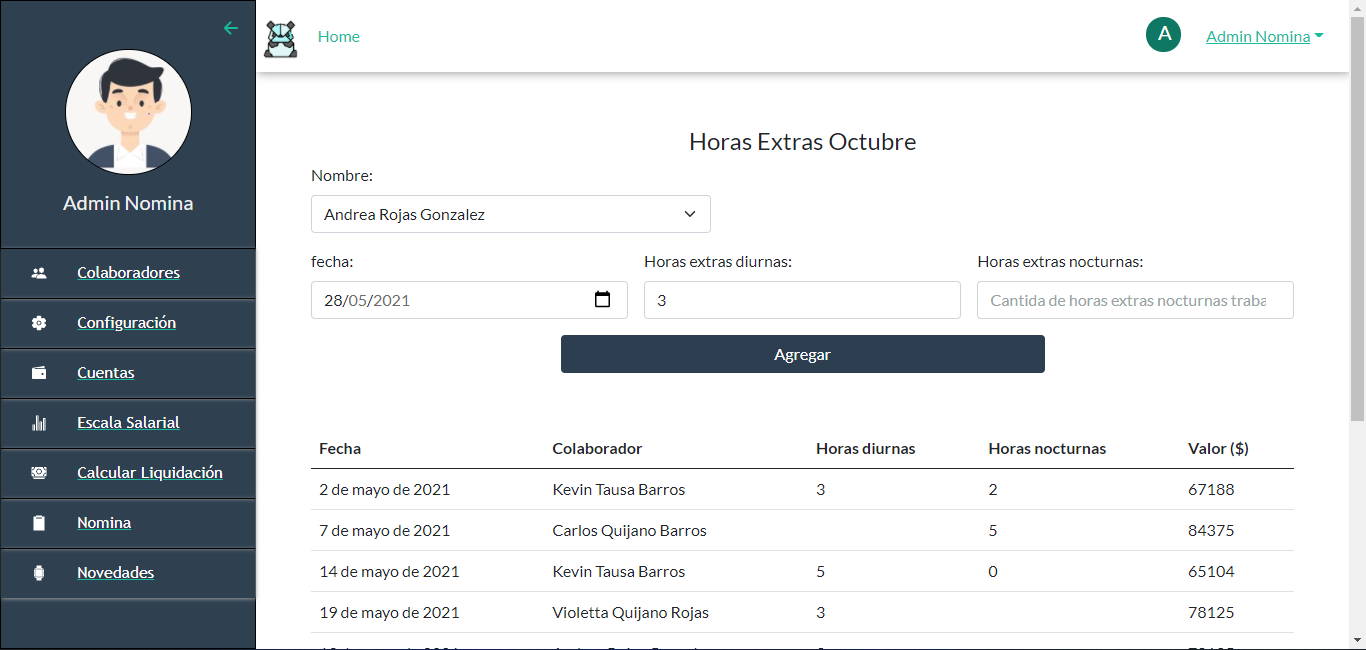 Home
A
Admin Nomina
Admin Nomina
Colaboradores
Configuración
Cuentas
Escala Salarial
Calcular Liquidación
Nomina
Novedades
Horas Extras Octubre
Nombre:
Andrea Rojas Gonzalez
fecha: Horas extras diurnas: Horas extras nocturnas:
28/05/2021 3 Cantida de horas extras nocturnas traba
Agregar
Fecha Colaborador Horas diurnas Horas nocturnas Valor ($)
2 de mayo de 2021 Kevin Tausa Barros 3 2 67188
7 de mayo de 2021 Carlos Quijano Barros 5 84375
14 de mayo de 2021 Kevin Tausa Barros 5 0 65104
19 de mayo de 2021 Violetta Quijano Rojas 3 78125